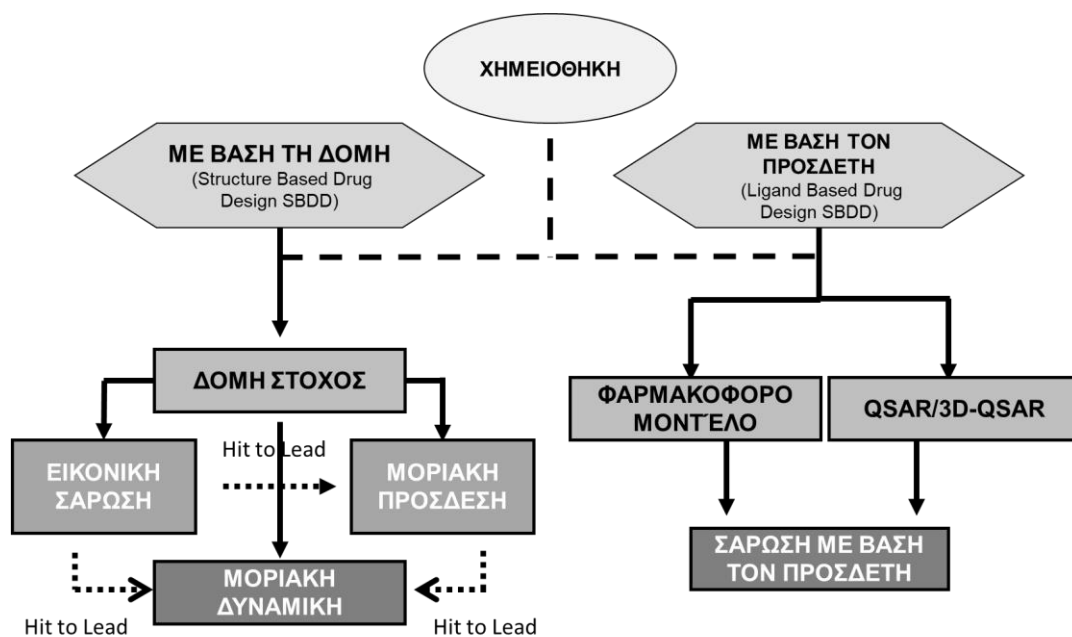 ΧΗΜΕΙΟΘΗΚΗ
ΜΕ ΒΑΣΗ ΤΗ ΔΟΜΗ
(Structure Based Drug
Design SBDD)
ΜΕ ΒΑΣΗ ΤΟΝ
ΠΡΟΣΔΕΤΗ
(Ligand Based Drug
Design SBDD)
ΔΟΜΗ ΣΤΟΧΟΣ
ΕΙΚΟΝΙΚΗ
ΣΑΡΩΣΗ
Hit to Lead
ΜΟΡΙΑΚΗ
ΠΡΟΣΔΕΣΗ
ΜΟΡΙΑΚΗ
ΔΥΝΑΜΙΚΗ
Hit to Lead
Hit to Lead
ΦΑΡΜΑΚΟΦΟΡΟ
ΜΟΝΤΈΛΟ
QSAR/3D-QSAR
ΣΑΡΩΣΗ ΜΕ ΒΑΣΗ
ΤΟΝ ΠΡΟΣΔΕΤΗ